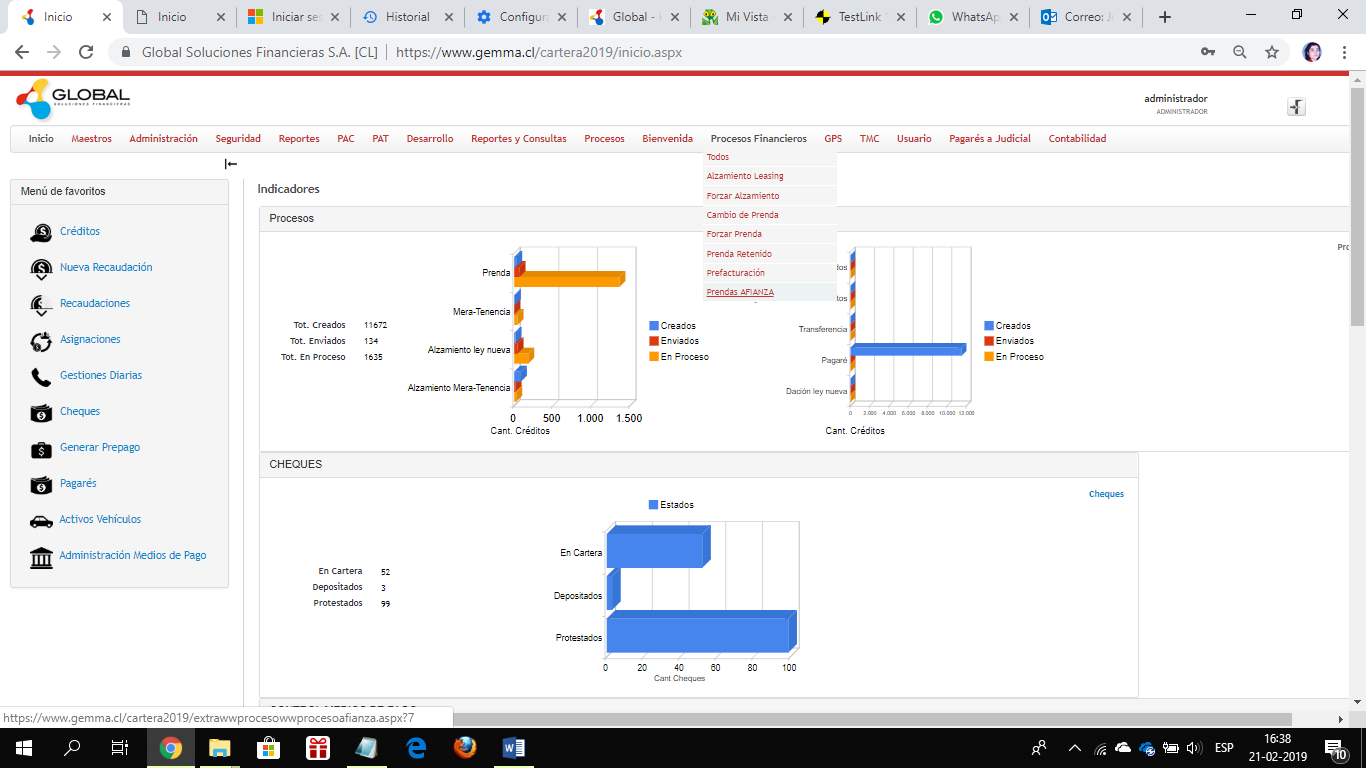 Inicio
Inicio
Iniciar ses
Historial
Configura
Global -
Mi Vista -
TestLink
WhatsAp
Correo: J
Global Soluciones Financieras S.A. [CL] | https://www.gemma.cl/cartera2019/inicio.aspx
GLOBAL
SOLUCIONES FINANCIERAS
administrador
ADMINISTRADOR
Inicio Maestros Administración Seguridad Reportes PAC PAT Desarrollo Reportes y Consultas Procesos Bienvenida Procesos Financieros GPS TMC Usuario Pagarés a Judicial Contabilidad
Todos
Alzamiento Leasing
Forzar Alzamiento
Cambio de Prenda
Forzar Prenda
Prenda Retenido
Prefacturación
Prendas AFIANZA
Menú de favoritos
Créditos
Nueva Recaudación
Recaudaciones
Asignaciones
Gestiones Diarias
Cheques
Generar Prepago
Pagarés
Activos Vehículos
Administración Medios de Pago
Indicadores
Procesos
Tot. Creados 11672
Tot. Enviados 134
Tot. En Proceso 1635
Prenda
Mera-Tenencia
Alzamiento ley nueva
Alzamiento Mera-Tenencia
0 500 1.000 1.500
Cant. Créditos
Creados
Enviados
En Proceso
Transferencia
Pagaré
Dación ley nueva
0 2.000 4.000 6.000 8.000 10.000 12.000
Cant. Créditos
Creados
Enviados
En Proceso
Pro
CHEQUES
Cheques
En Cartera 52
Depositados 3
Protestados 99
Estados
En Cartera
Depositados
Protestados
0 20 40 60 80 100
Cant Cheques
https://www.gemma.cl/cartera2019/extrawwprocesowwprocesoafianza.aspx?7
ESP
16:38
21-02-2019
10